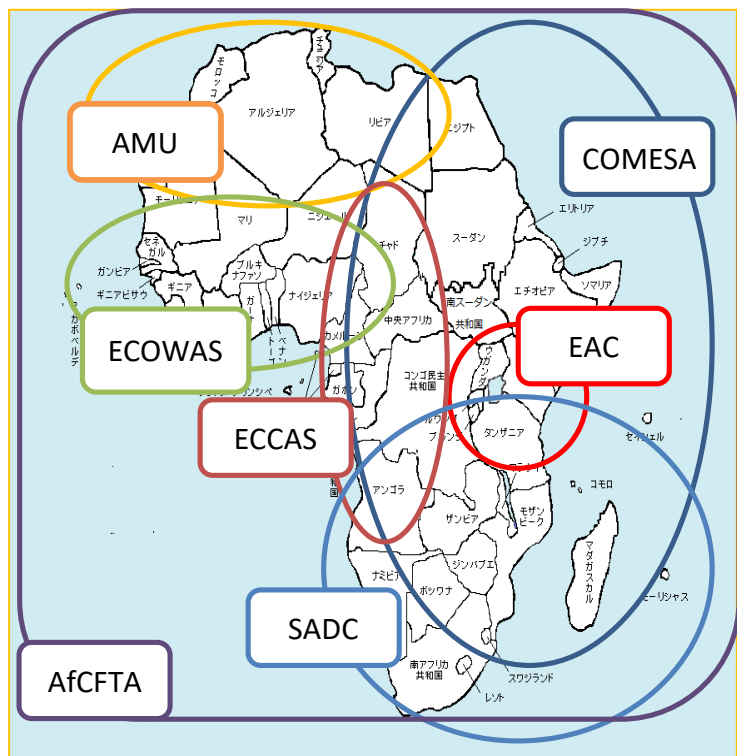 チュニジア
モロッコ
アルジェリア
リビア
エジプト
AMU
COMESA
モーリタニア
マリ
ニジェール
チャド
スーダン
エリトリア
ジブチ
セネ
ガル
ガンビア
ギニアビサウ
ギニア
ブルキ
ナファソ
ナイジェリア
エチオピア
ソマリア
南スーダン
共和国
中央アフリカ
カメルーン
カボベルデ
ガ
トーゴ
ベナン
ECOWAS
EAC
ウガンダ
コンゴ民主
共和国
ガボン
ブルンジ
タンザニア
セイシェル
ECCAS
アンゴラ
コモロ
ザンビア
モザン
ビーク
マダガスカル
ナミビア
ジンバブエ
ボツワナ
モーリシャス
SADC
スワジランド
南アフリカ
共和国
レソト
AfCFTA